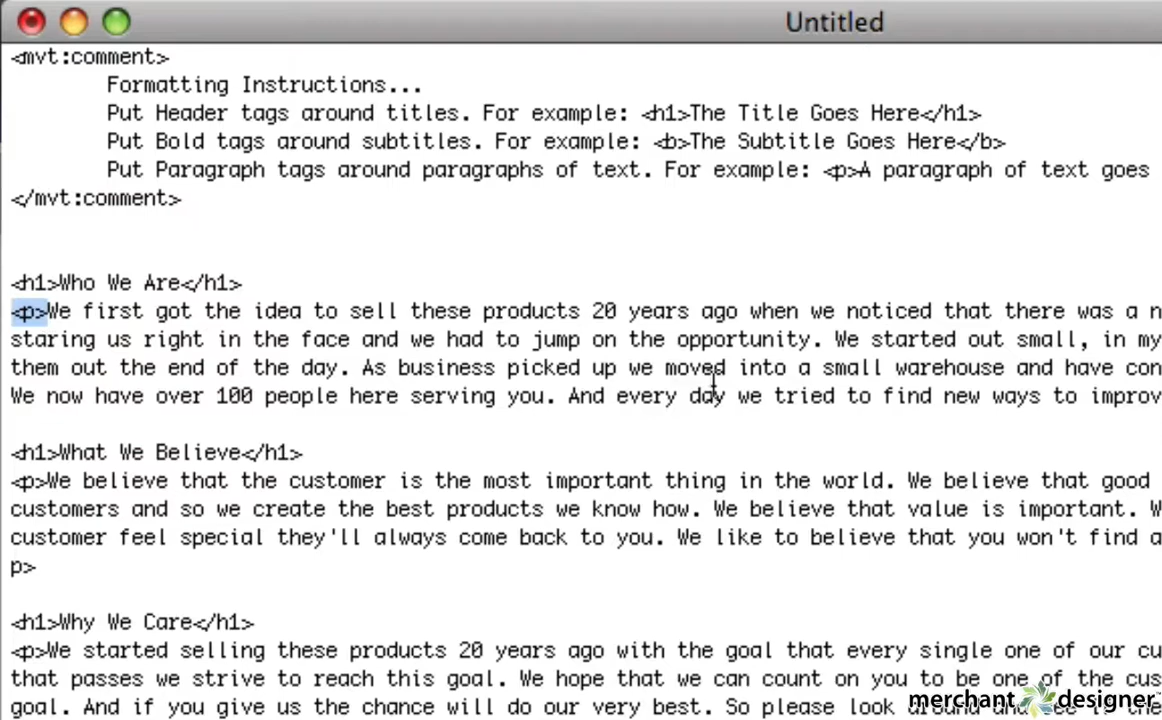 Untitled
<mvt:comment>
Formatting Instructions...
Put Header tags around titles. For example: <h1>The Title Goes Here</h1>
Put Bold tags around subtitles. For example: <b>The Subtitle Goes Here</b>
Put Paragraph tags around paragraphs of text. For example: <p>A paragraph of text goes
</mvt:comment>
<h1>Who We Are</h1>
<p>We first got the idea to sell these products 20 years ago when we noticed that there was a n
staring us right in the face and we had to jump on the opportunity. We started out small, in my
them out the end of the day. As business picked up we moved into a small warehouse and have con
We now have over 100 people here serving you. And every day we tried to find new ways to improv
<h1>What We Believe</h1>
<p>We believe that the customer is the most important thing in the world. We believe that good
customers and so we create the best products we know how. We believe that value is important. W
customer feel special they'll always come back to you. We like to believe that you won't find a
p>
<h1>Why We Care</h1>
<p>We started selling these products 20 years ago with the goal that every single one of our cu
that passes we strive to reach this goal. We hope that we can count on you to be one of the cus
goal. And if you give us the chance will do our very best. So please look
merchant designer